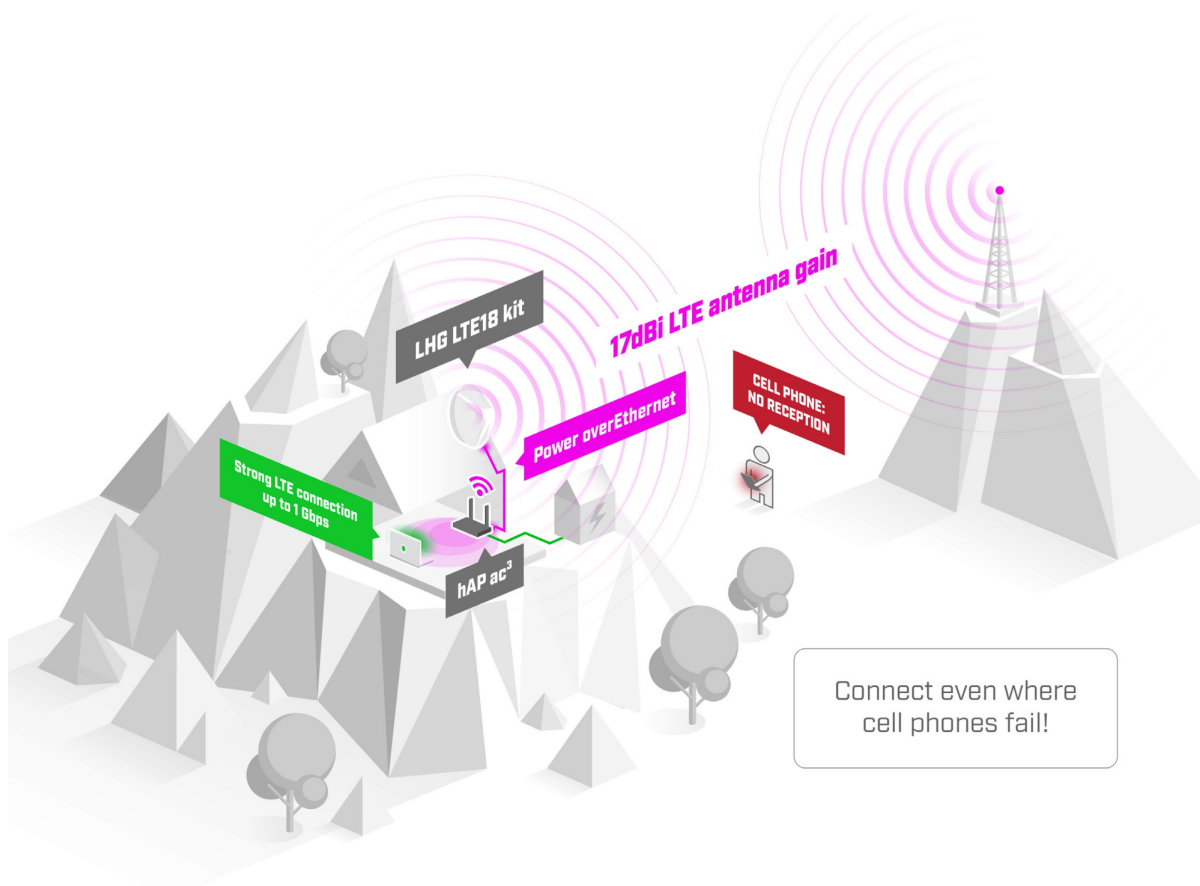 17dBi LTE antenna gain
LHG LTE18 kit
Power overEthernet
CELL PHONE:
NO RECEPTION
Strong LTE connection
up to 1 Gbps
hAP ac³
Connect even where
cell phones fail!